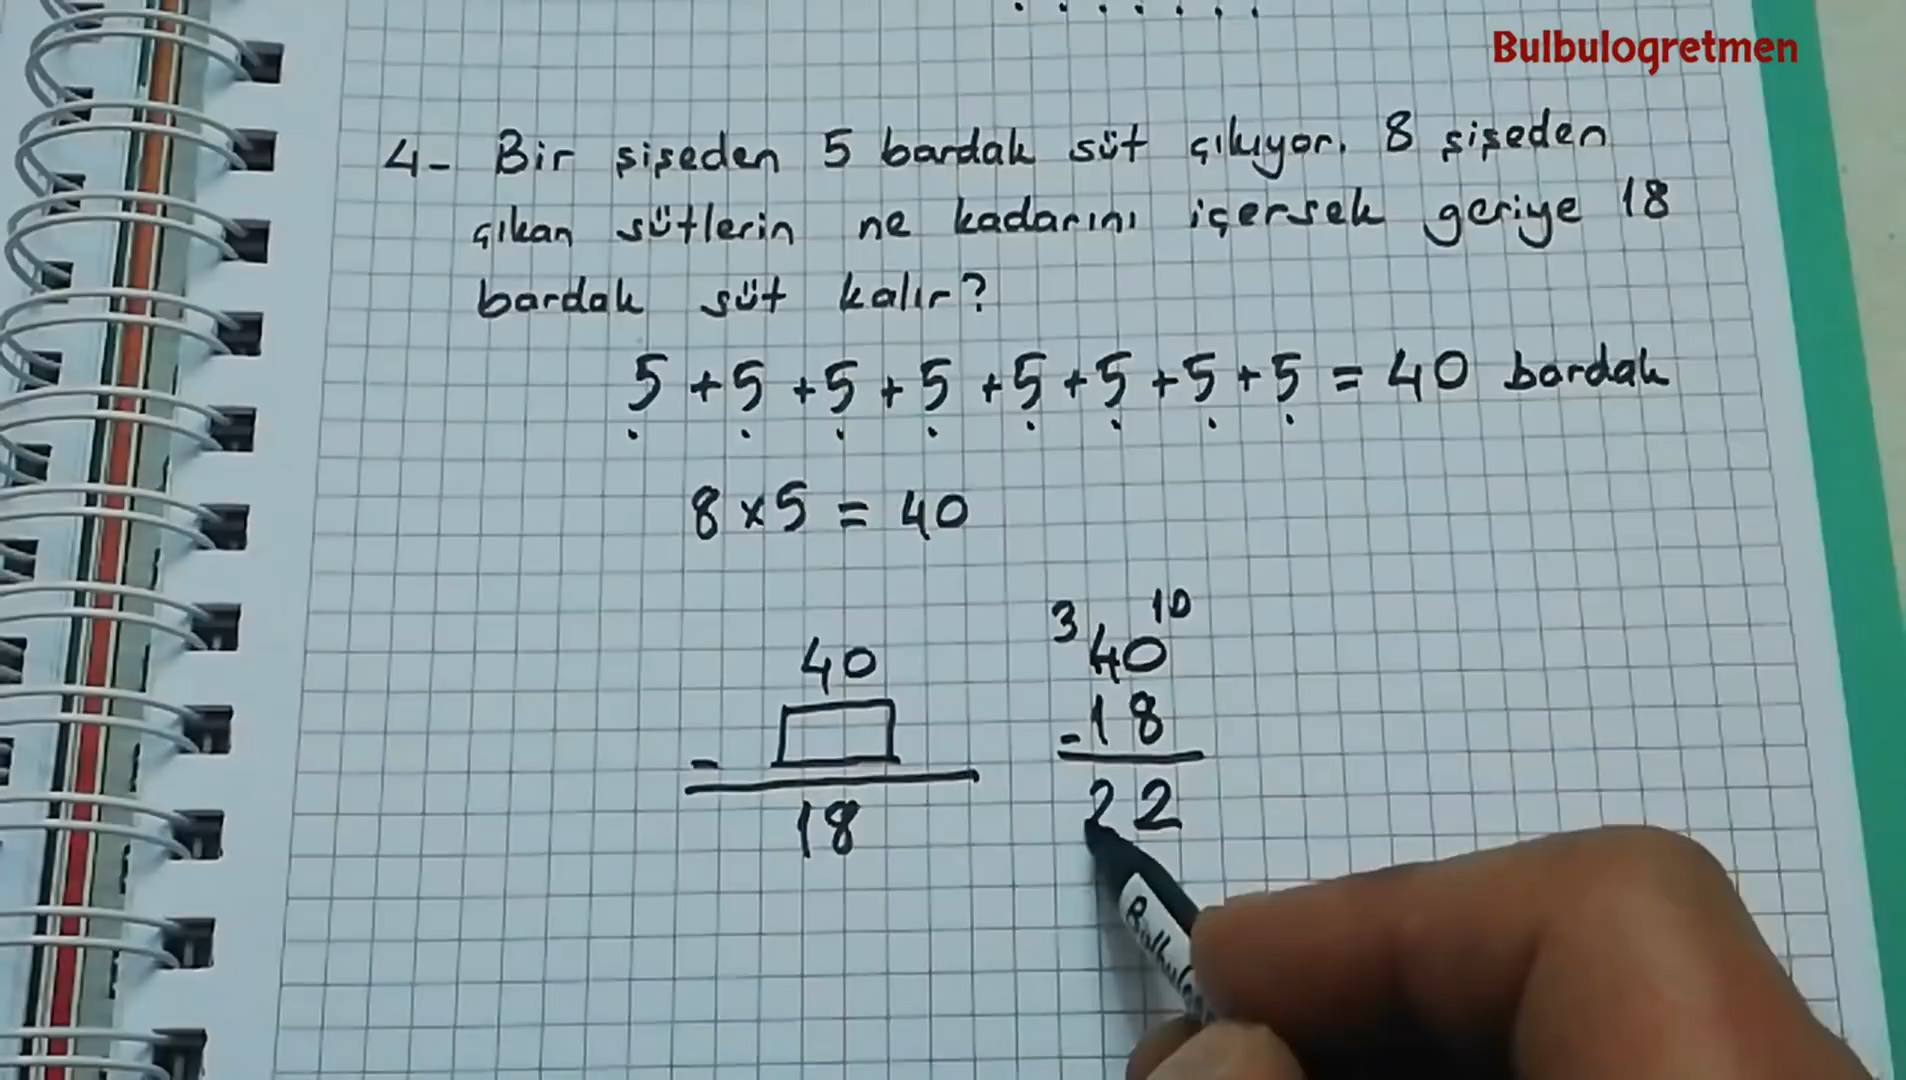 Bulbulogretmen
4- Bir şişeden 5 bardak süt çıkıyor. 8 şişeden
çıkan sütlerin ne kadarını içersek geriye 18
bardak süt kalır?
5 + 5 + 5 + 5 + 5 + 5 + 5 + 5 = 40 bardak
8 x 5 = 40
3 10
40 40
- - 18
18 22